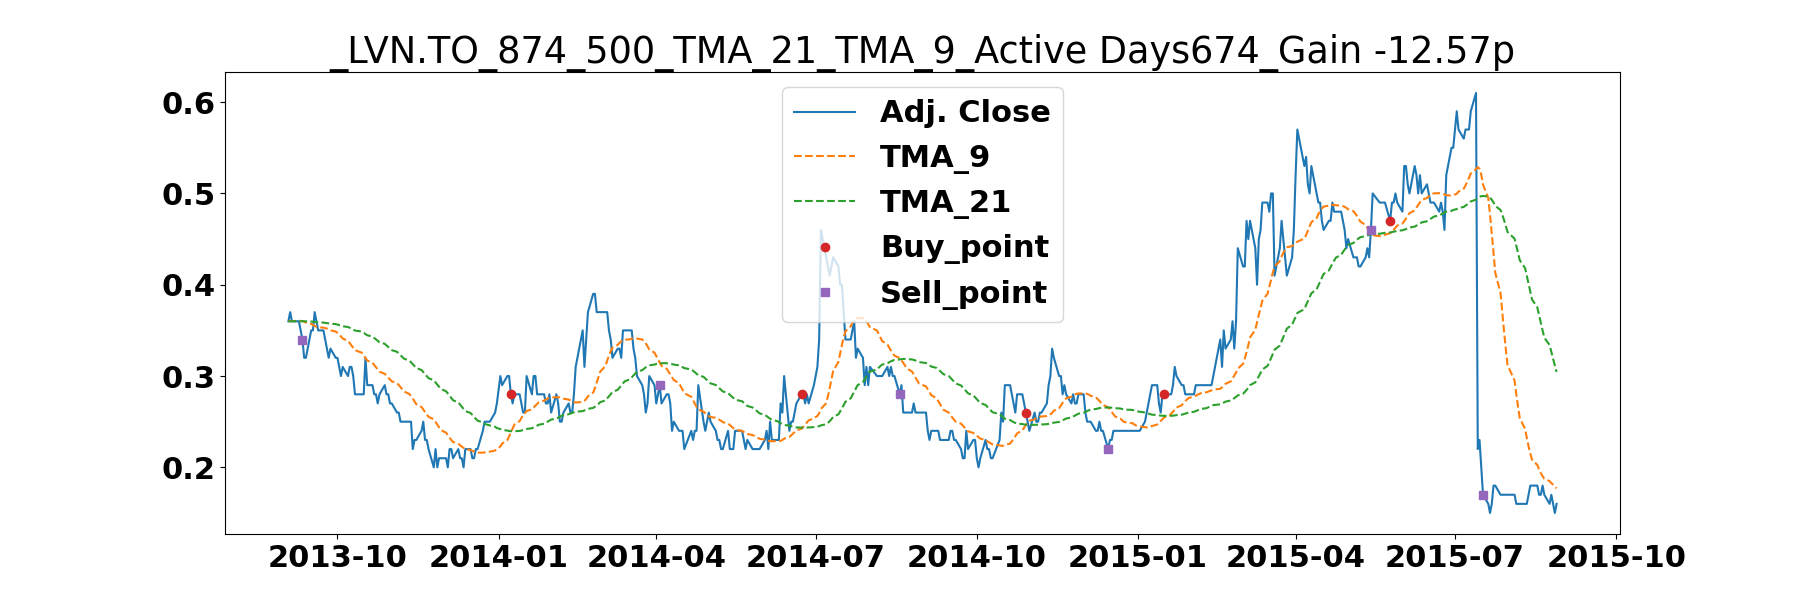 _LVN.TO_874_500_TMA_21_TMA_9_Active Days674_Gain -12.57p
0.6
0.5
0.4
0.3
0.2
Adj. Close
TMA_9
TMA_21
Buy_point
Sell_point
2013-10 2014-01 2014-04 2014-07 2014-10 2015-01 2015-04 2015-07 2015-10